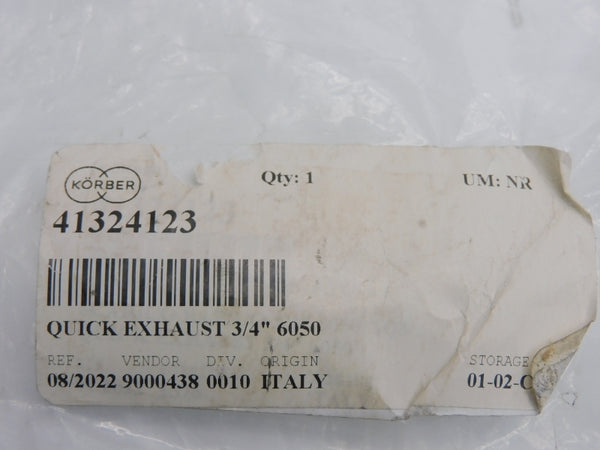 KÖRBER Qty: 1 UM: NR
41324123
QUICK EXHAUST 3/4" 6050
REF. VENDOR DIV. ORIGIN STORAGE
08/2022 9000438 0010 ITALY 01-02-C